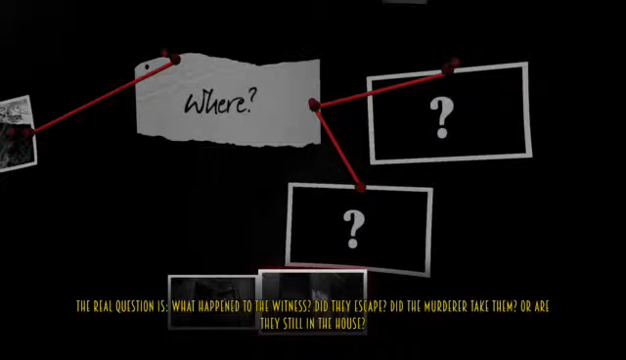 Where?
?
?
THE REAL QUESTION IS: WHAT HAPPENED TO THE WITNESS? DID THEY ESCAPE? DID THE MURDERER TAKE THEM? OR ARE
THEY STILL IN THE HOUSE?